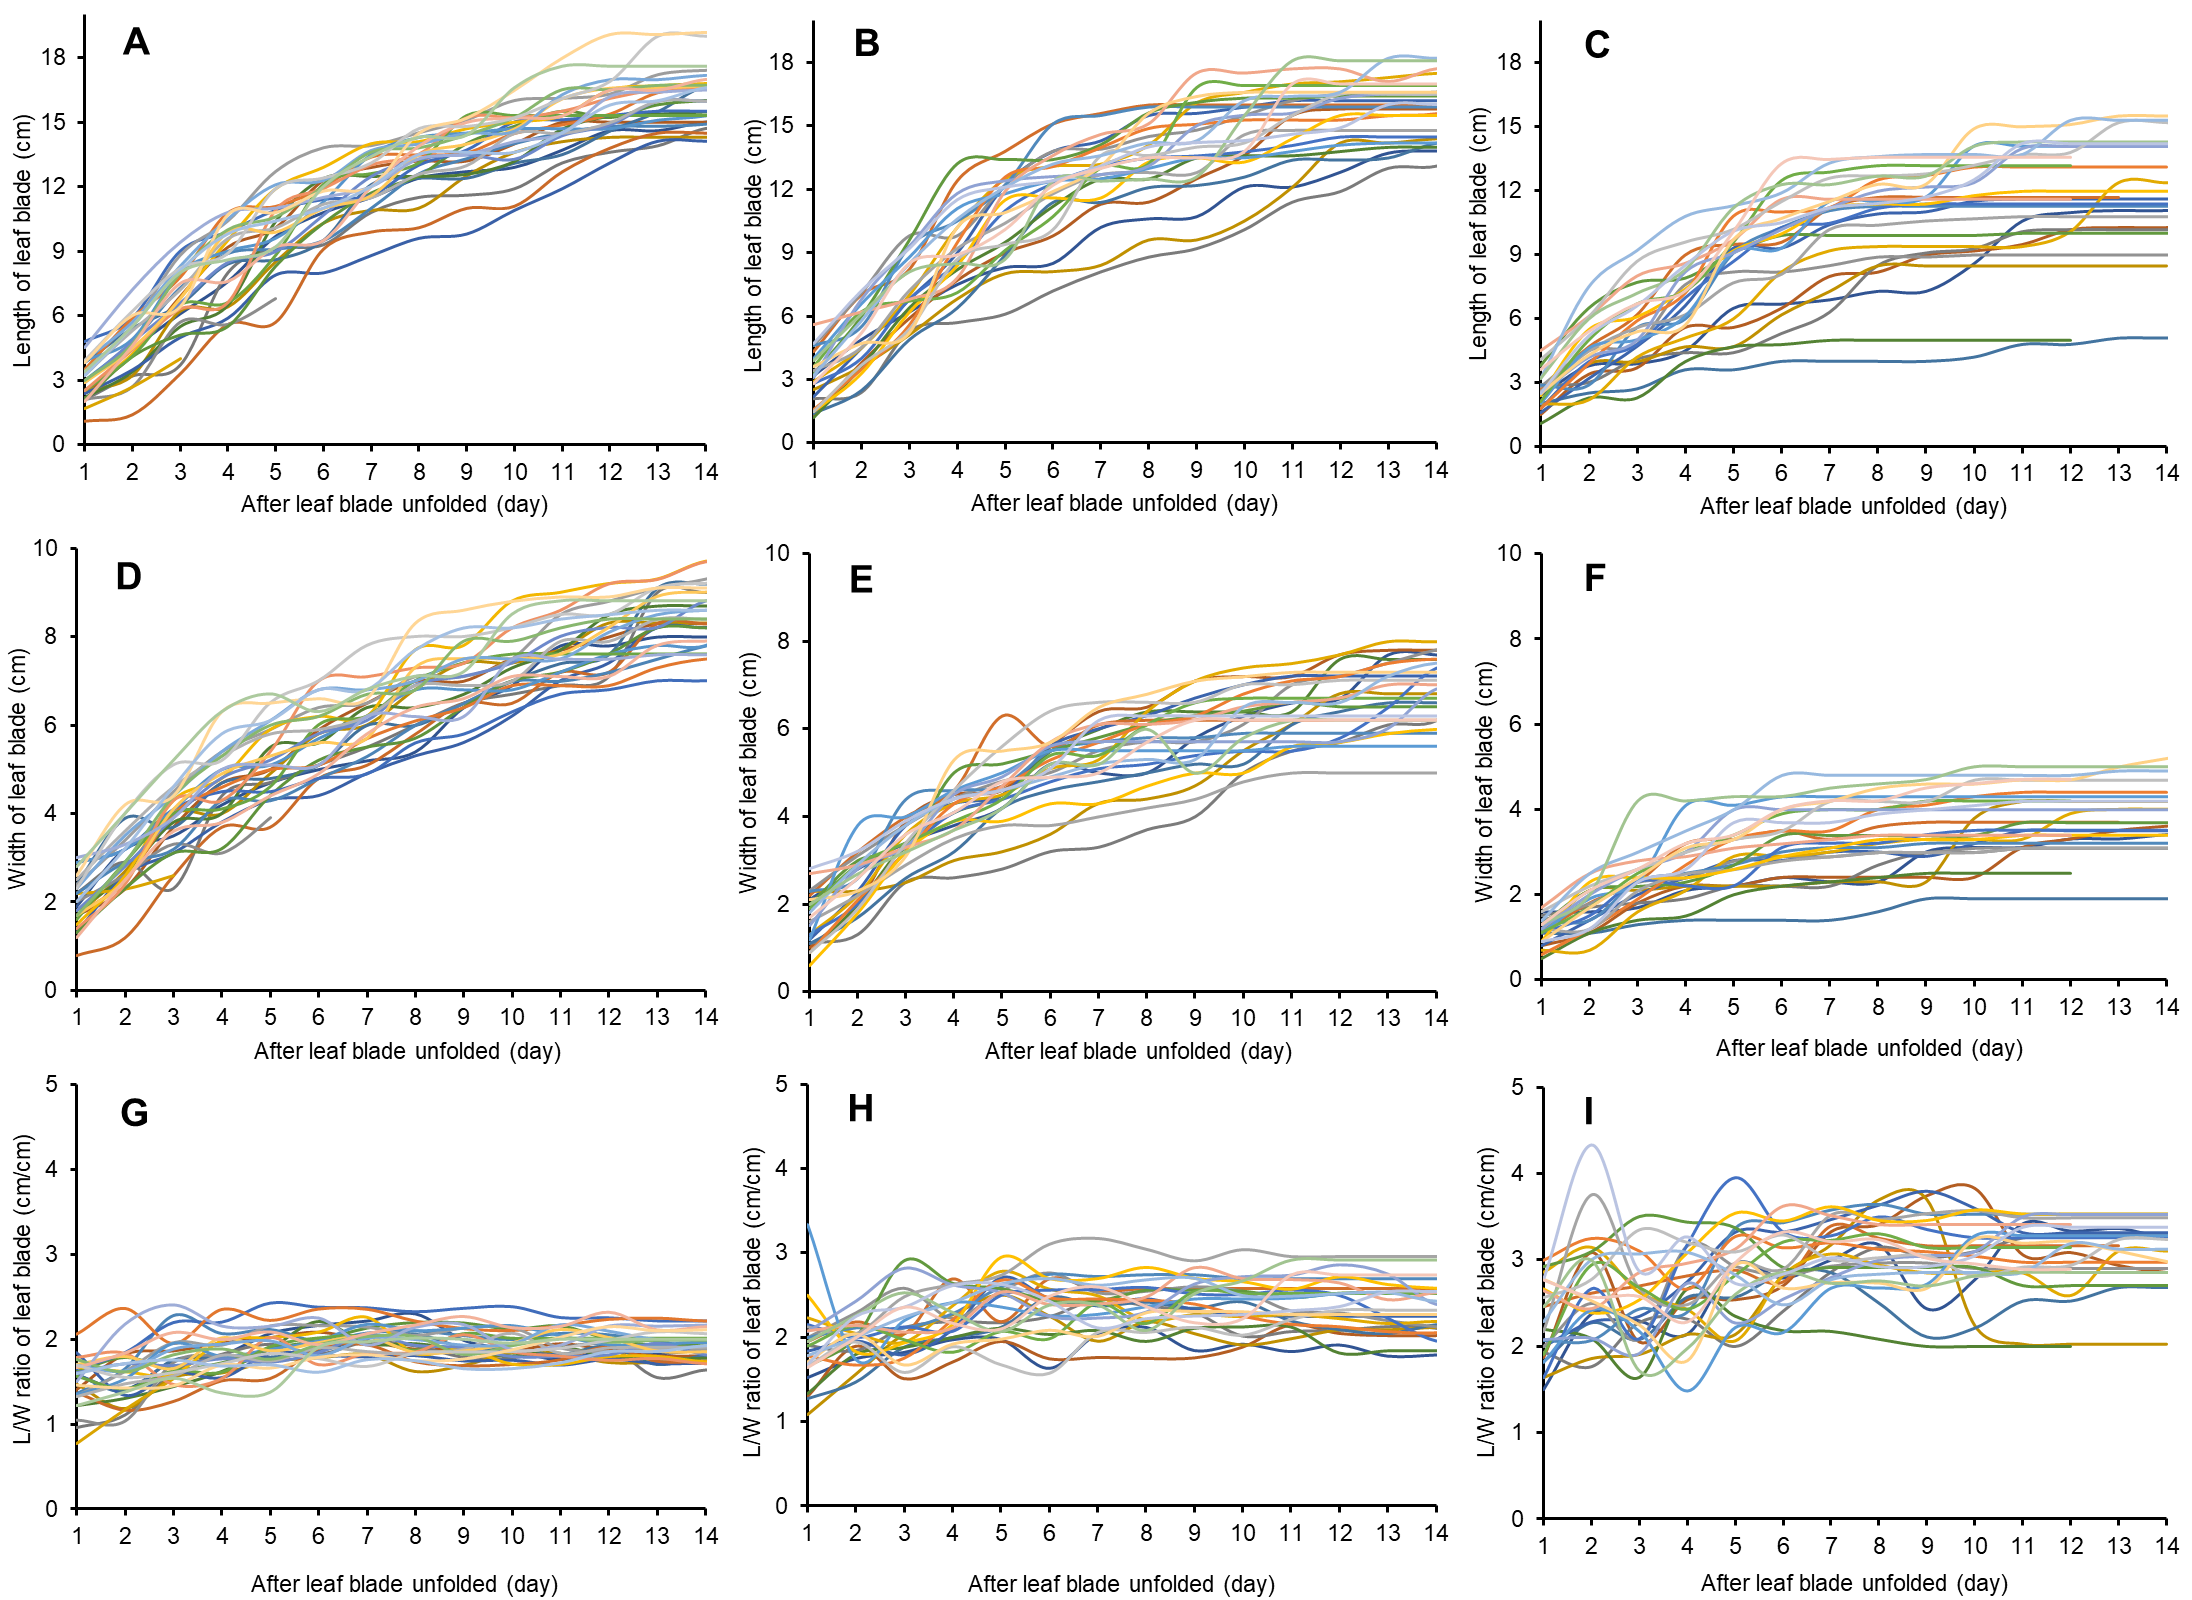 A
B
C
Length of leaf blade (cm)
18
15
12
9
6
3
0
1 2 3 4 5 6 7 8 9 10 11 12 13 14
After leaf blade unfolded (day)
Length of leaf blade (cm)
18
15
12
9
6
3
0
1 2 3 4 5 6 7 8 9 10 11 12 13 14
After leaf blade unfolded (day)
Length of leaf blade (cm)
18
15
12
9
6
3
0
1 2 3 4 5 6 7 8 9 10 11 12 13 14
After leaf blade unfolded (day)
D
E
F
Width of leaf blade (cm)
10
8
6
4
2
0
1 2 3 4 5 6 7 8 9 10 11 12 13 14
After leaf blade unfolded (day)
Width of leaf blade (cm)
10
8
6
4
2
0
1 2 3 4 5 6 7 8 9 10 11 12 13 14
After leaf blade unfolded (day)
Width of leaf blade (cm)
10
8
6
4
2
0
1 2 3 4 5 6 7 8 9 10 11 12 13 14
After leaf blade unfolded (day)
G
H
I
L/W ratio of leaf blade (cm/cm)
5
4
3
2
1
0
1 2 3 4 5 6 7 8 9 10 11 12 13 14
After leaf blade unfolded (day)
L/W ratio of leaf blade (cm/cm)
5
4
3
2
1
0
1 2 3 4 5 6 7 8 9 10 11 12 13 14
After leaf blade unfolded (day)
L/W ratio of leaf blade (cm/cm)
5
4
3
2
1
0
1 2 3 4 5 6 7 8 9 10 11 12 13 14
After leaf blade unfolded (day)